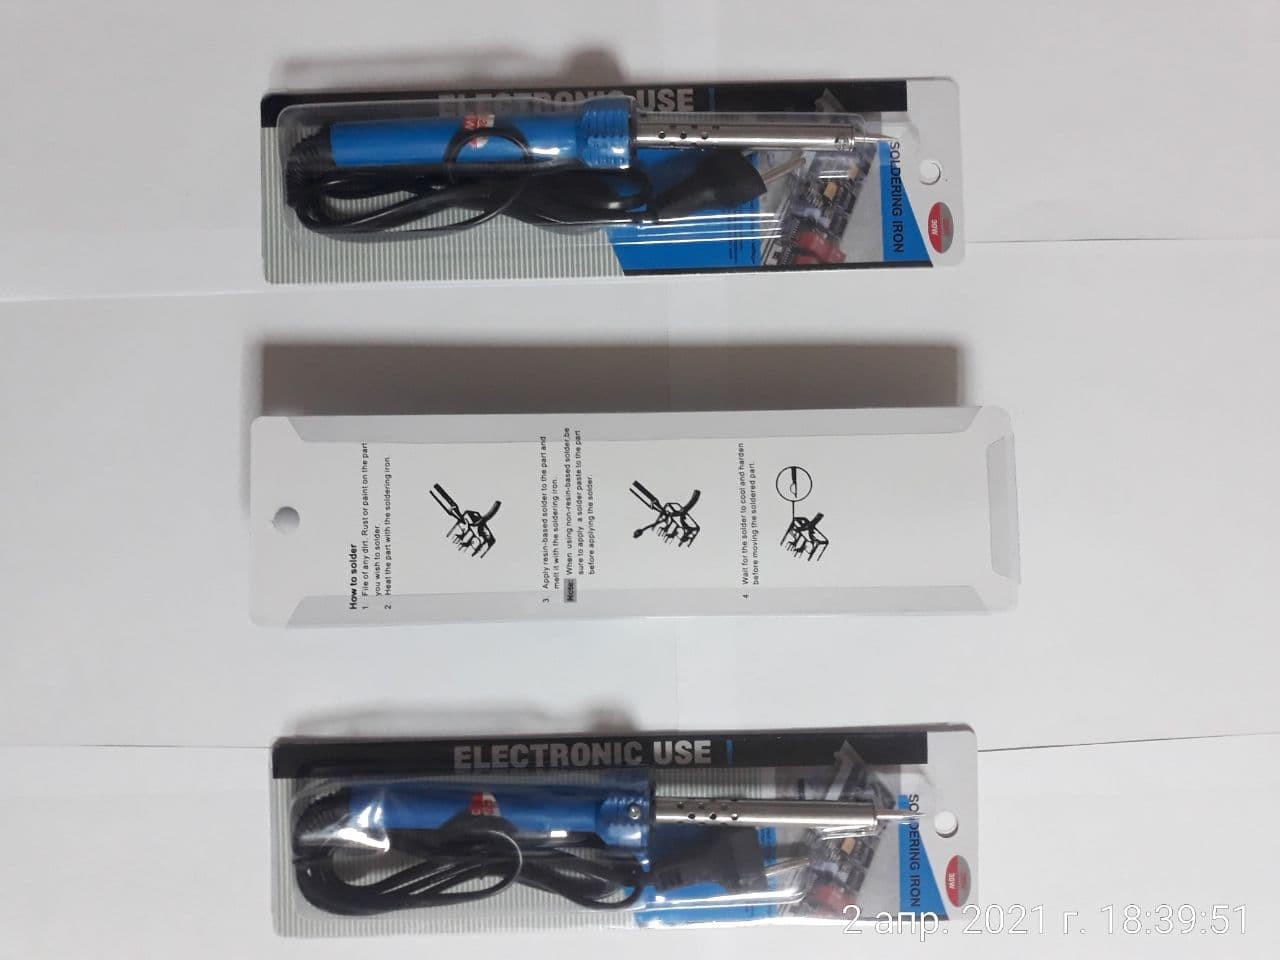 ELECTRONIC USE
SOLDERING IRON
30W
How to solder
1. File of any dirt. Rust or paint on the part
you wish to solder.
2. Heat the part with the soldering iron.
3. Apply resin-based solder to the part and
melt it with the soldering iron.
Note: When using non-resin-based solder,be
sure to apply a solder paste to the part
before applying the solder.
4. Wait for the solder to cool and harden
before moving the soldered part.
ELECTRONIC USE
SOLDERING IRON
30W
2 апр. 2021 г. 18:39:51